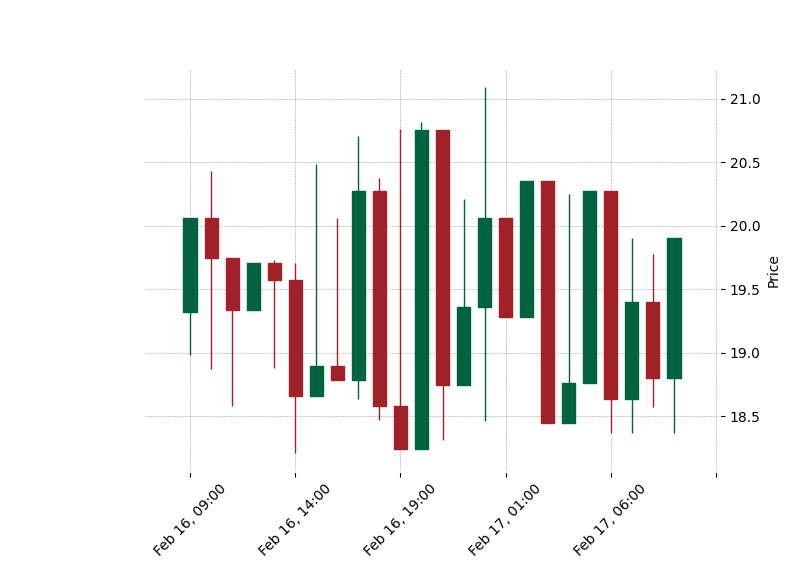 21.0
20.5
20.0
19.5
19.0
18.5
Price
Feb 16, 09:00
Feb 16, 14:00
Feb 16, 19:00
Feb 17, 01:00
Feb 17, 06:00